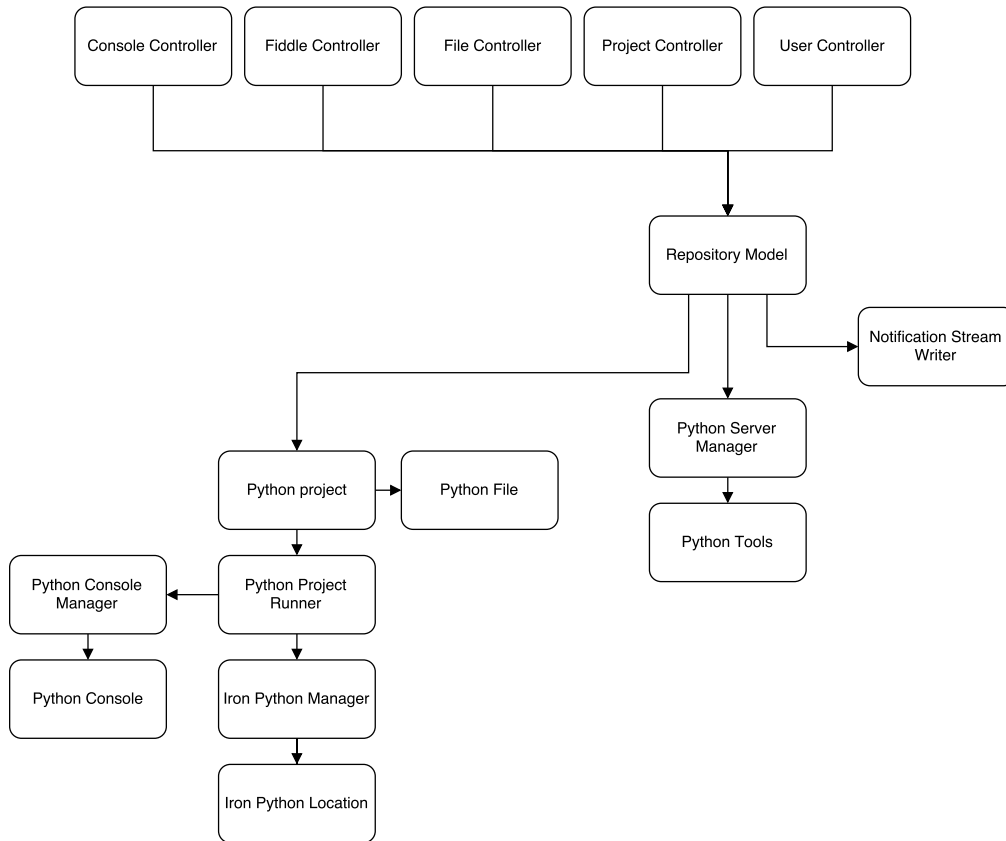 Console Controller
Fiddle Controller
File Controller
Project Controller
User Controller
Repository Model
Notification Stream
Writer
Python Server
Manager
Python project
Python File
Python Tools
Python Console
Manager
Python Project
Runner
Python Console
Iron Python Manager
Iron Python Location